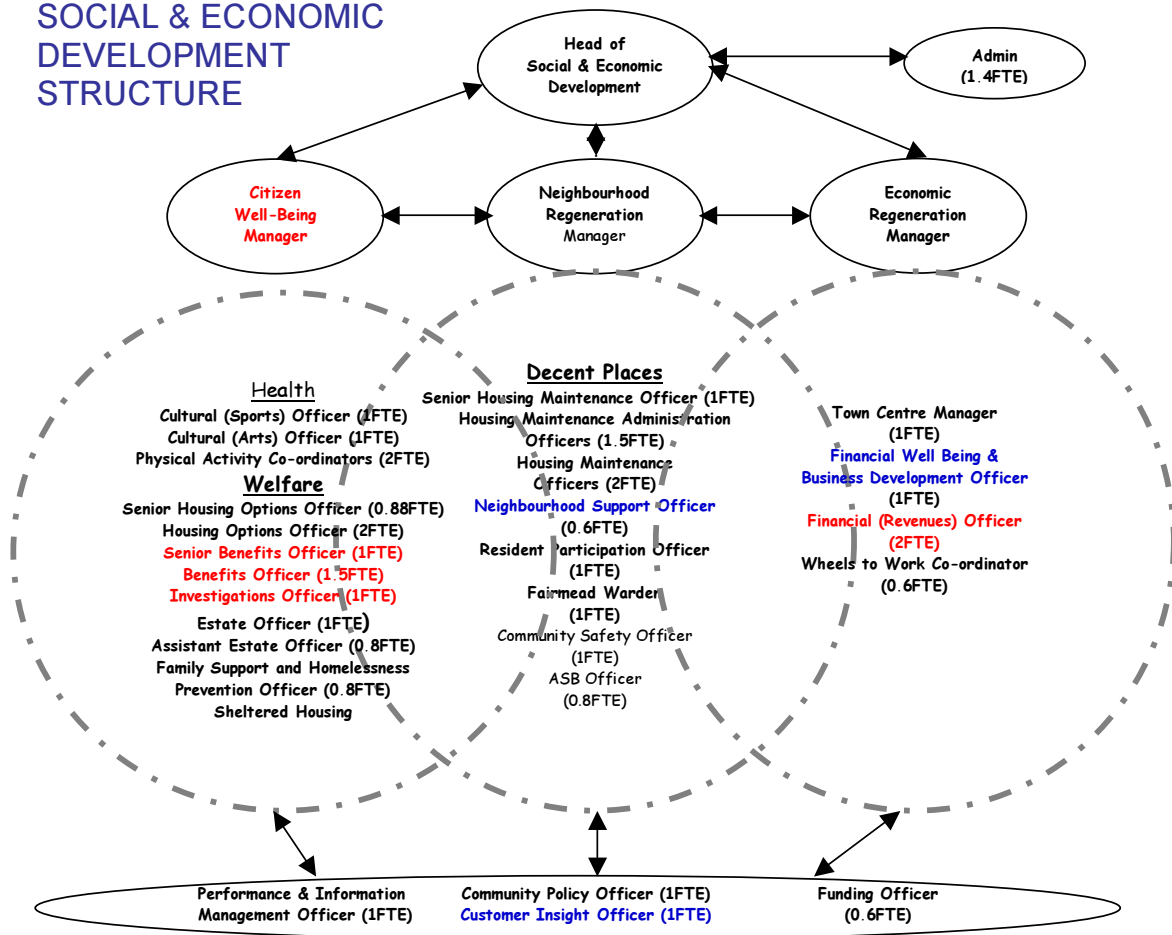 SOCIAL & ECONOMIC
DEVELOPMENT
STRUCTURE
Head of
Social & Economic
Development
Admin
(1.4FTE)
Citizen
Well-Being
Manager
Neighbourhood
Regeneration
Manager
Economic
Regeneration
Manager
Health
Cultural (Sports) Officer (1FTE)
Cultural (Arts) Officer (1FTE)
Physical Activity Co-ordinators (2FTE)
Welfare
Senior Housing Options Officer (0.88FTE)
Housing Options Officer (2FTE)
Senior Benefits Officer (1FTE)
Benefits Officer (1.5FTE)
Investigations Officer (1FTE)
Estate Officer (1FTE)
Assistant Estate Officer (0.8FTE)
Family Support and Homelessness
Prevention Officer (0.8FTE)
Sheltered Housing
Decent Places
Senior Housing Maintenance Officer (1FTE)
Housing Maintenance Administration
Officers (1.5FTE)
Housing Maintenance
Officers (2FTE)
Neighbourhood Support Officer
(0.6FTE)
Resident Participation Officer
(1FTE)
Fairmead Warden
(1FTE)
Community Safety Officer
(1FTE)
ASB Officer
(0.8FTE)
Town Centre Manager
(1FTE)
Financial Well Being &
Business Development Officer
(1FTE)
Financial (Revenues) Officer
(2FTE)
Wheels to Work Co-ordinator
(0.6FTE)
Performance & Information
Management Officer (1FTE)
Community Policy Officer (1FTE)
Customer Insight Officer (1FTE)
Funding Officer
(0.6FTE)